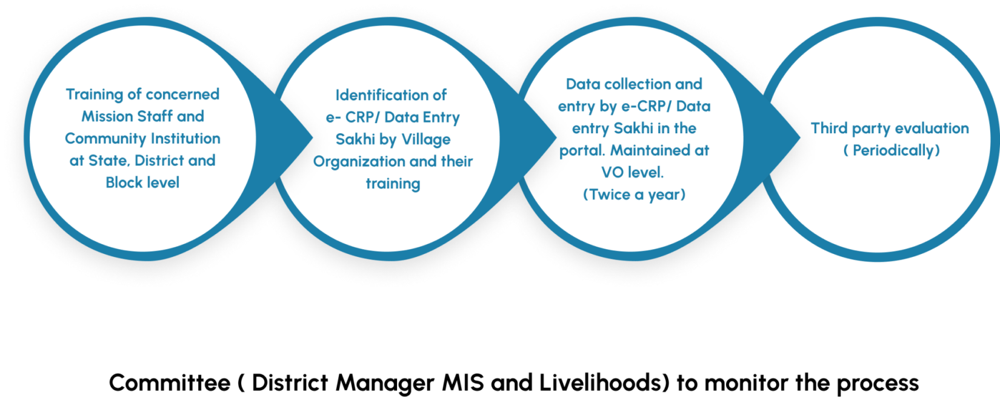 Training of concerned
Mission Staff and
Community Institution
at State, District and
Block level
Identification of
e- CRP/ Data Entry
Sakhi by Village
Organization and their
training
Data collection and
entry by e-CRP/ Data
entry Sakhi in the
portal. Maintained at
VO level.
(Twice a year)
Third party evaluation
( Periodically)
Committee ( District Manager MIS and Livelihoods) to monitor the process